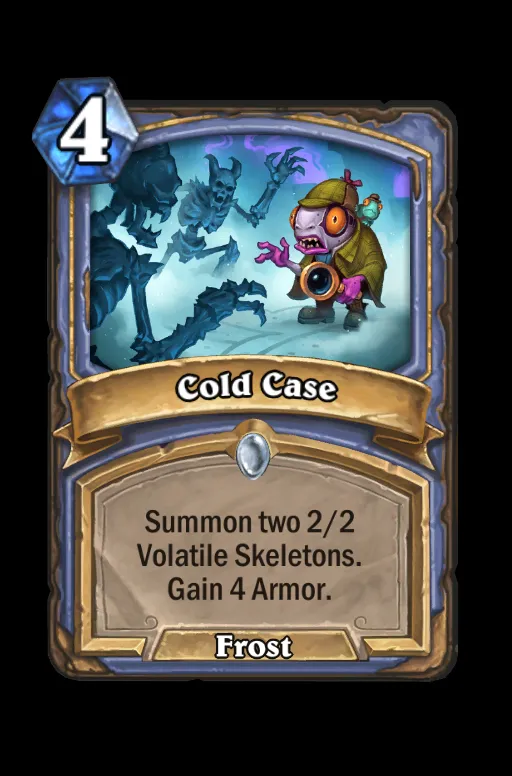 4
Cold Case
Summon two 2/2
Volatile Skeletons.
Gain 4 Armor.
Frost